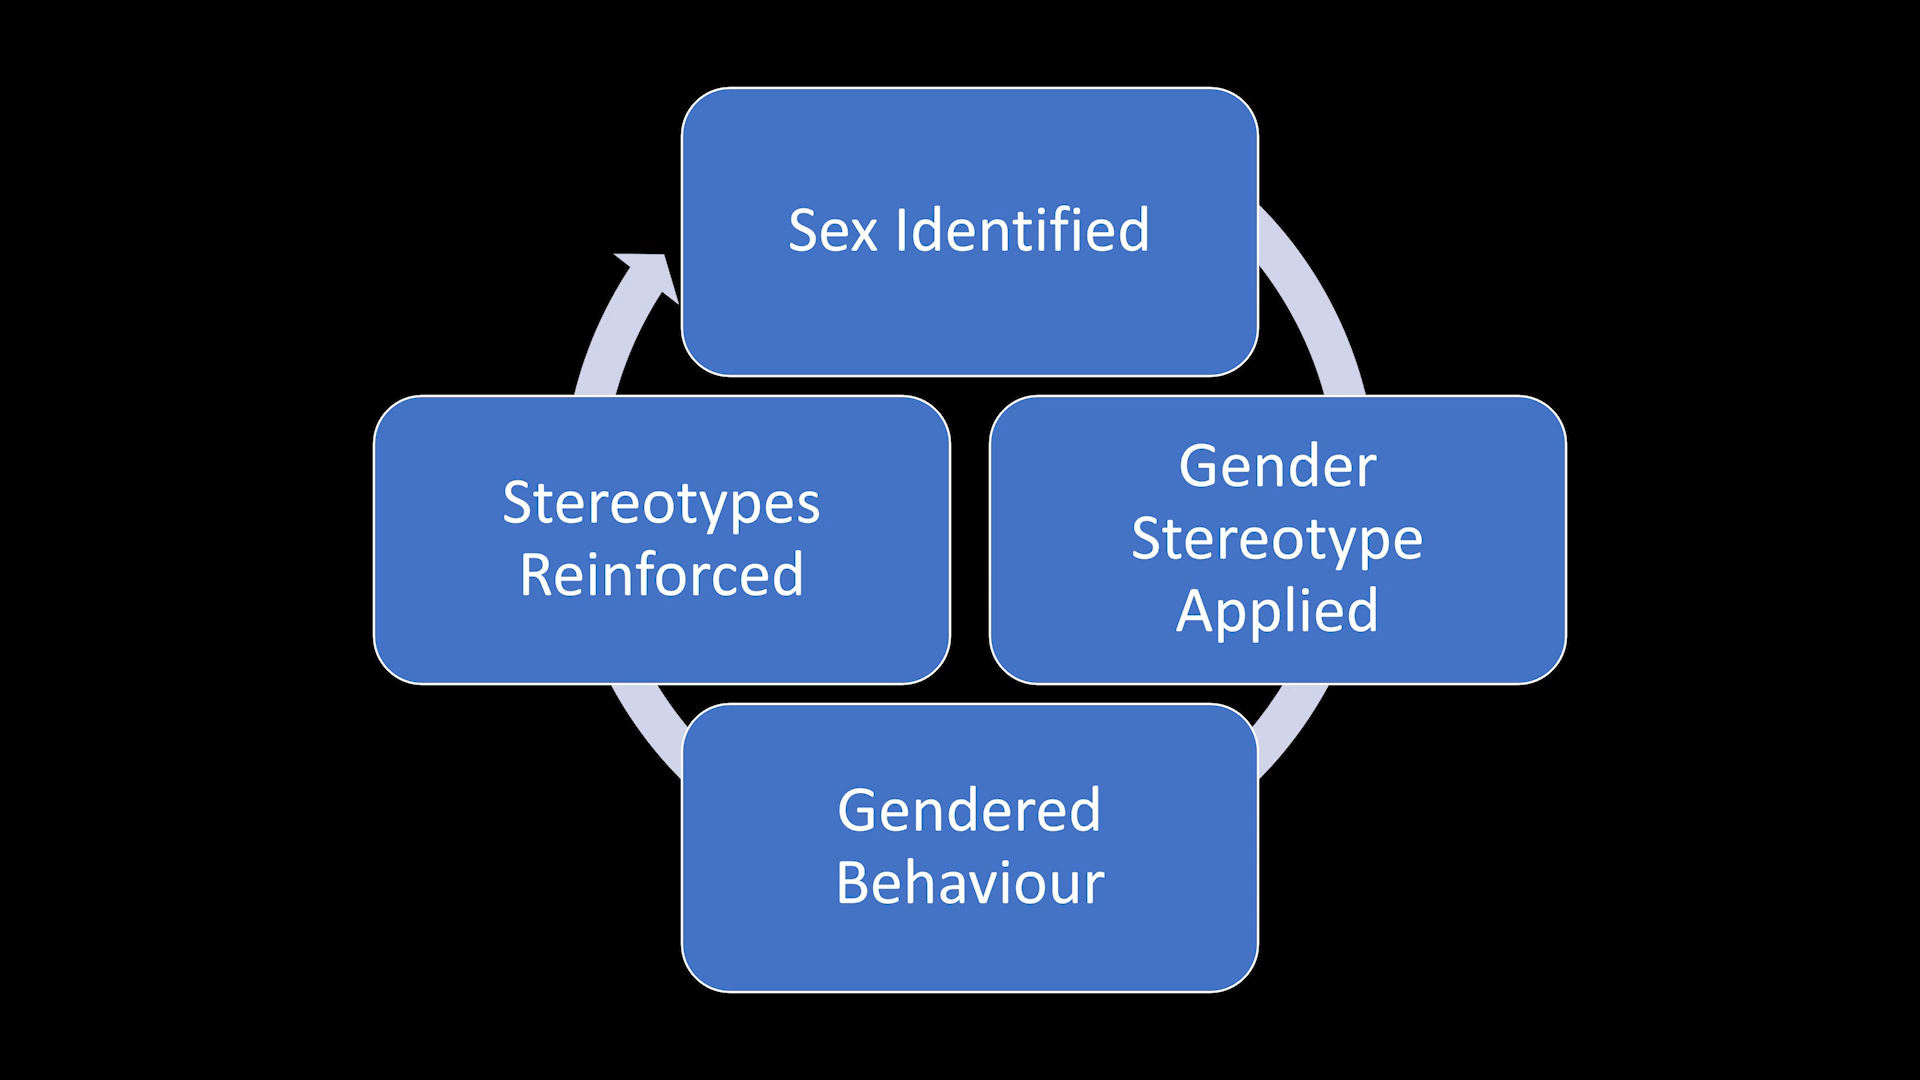 Sex Identified
Gender
Stereotype
Applied
Gendered
Behaviour
Stereotypes
Reinforced